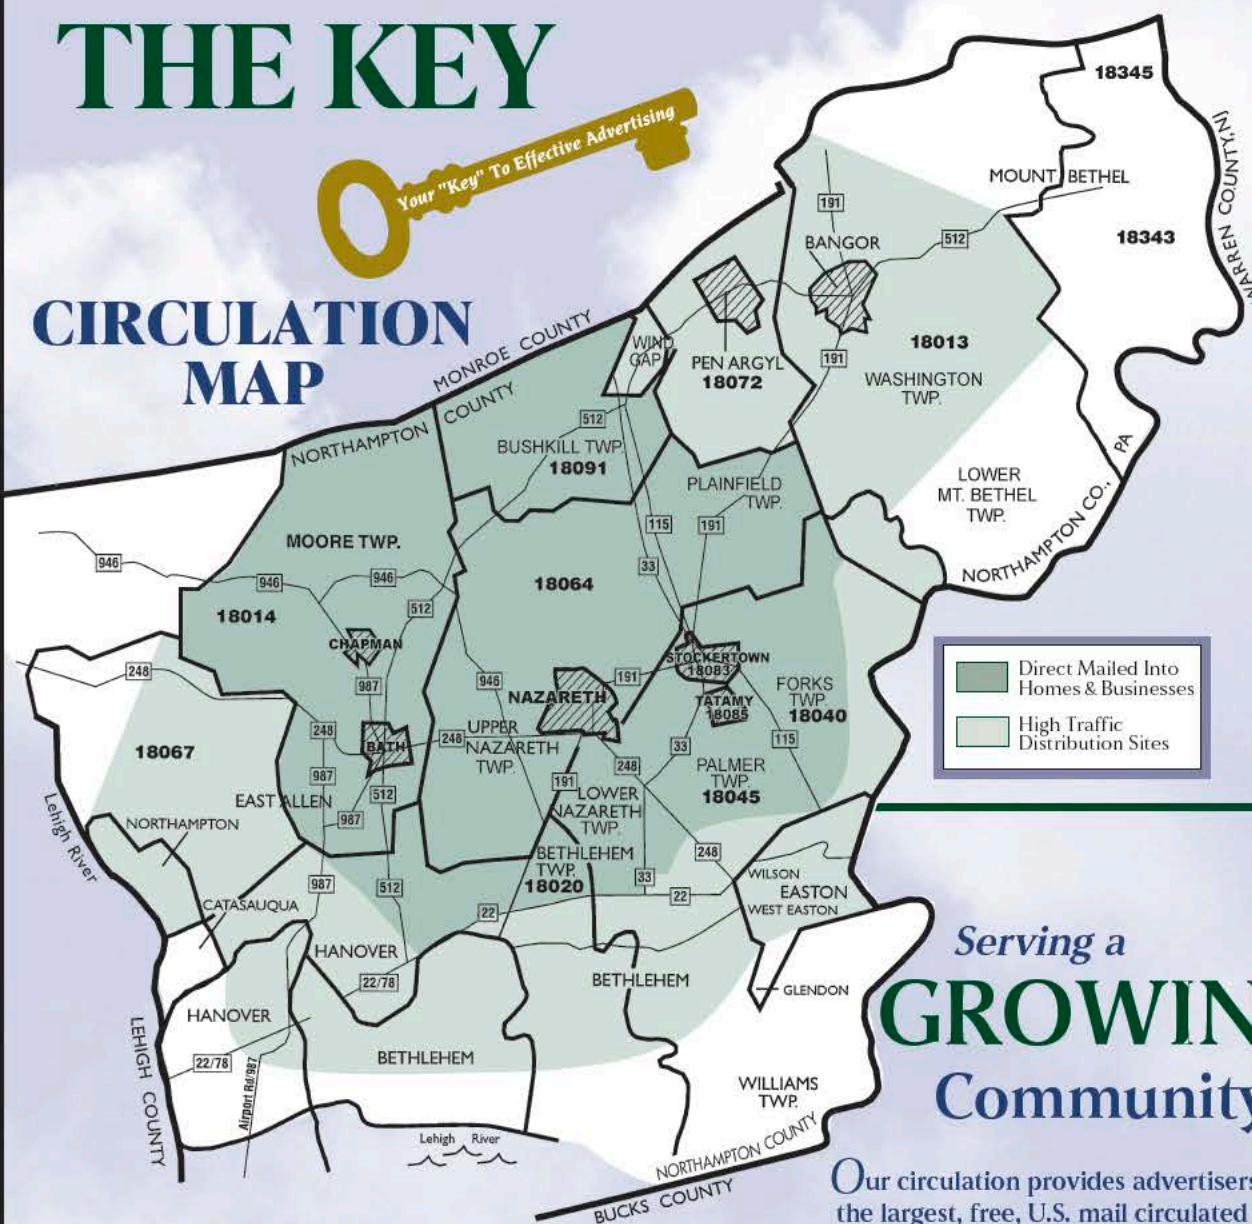 THE KEY
Your "Key" To Effective Advertising
CIRCULATION
MAP
18345
WARREN COUNTY, NJ
MOUNT BETHEL
18343
191
BANGOR
512
MONROE COUNTY
NORTHAMPTON COUNTY
WIND
GAP
PEN ARGYL
18072
191
18013
WASHINGTON
TWP.
512
BUSHKILL TWP.
18091
PLAINFIELD
TWP.
LOWER
MT. BETHEL
TWP.
NORTHAMPTON CO., PA
115
191
33
MOORE TWP.
946
946
946
18064
512
18014
CHAPMAN
248
987
946
NAZARETH
191
STOCKERTOWN
18083
TATAMY
18085
FORKS
TWP.
18040
115
Direct Mailed Into
Homes & Businesses
High Traffic
Distribution Sites
18067
248
BATH
248
UPPER
NAZARETH
TWP.
33
248
PALMER
TWP.
18045
987
512
191
EAST ALLEN
987
LOWER
NAZARETH
TWP.
Lehigh River
NORTHAMPTON
BETHLEHEM
TWP.
18020
248
33
22
WILSON
EASTON
WEST EASTON
987
512
22
CATASAUQUA
HANOVER
22/78
BETHLEHEM
GLENDON
HANOVER
22/78
Airport Rd/987
BETHLEHEM
LEHIGH COUNTY
WILLIAMS
TWP.
Lehigh River
NORTHAMPTON COUNTY
BUCKS COUNTY
Serving a
GROWIN
Community
Our circulation provides advertisers
the largest, free, U.S. mail circulated